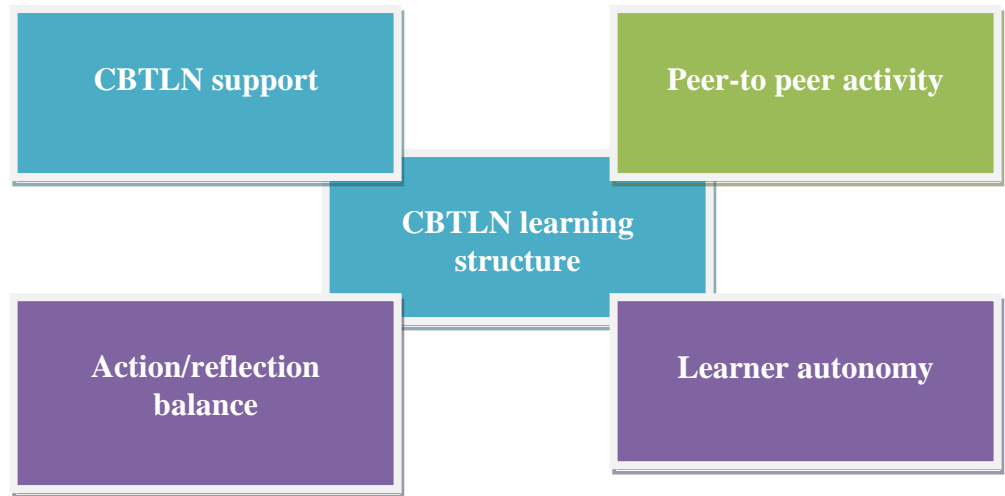 CBTLN support
Peer-to peer activity
CBTLN learning
structure
Action/reflection
balance
Learner autonomy